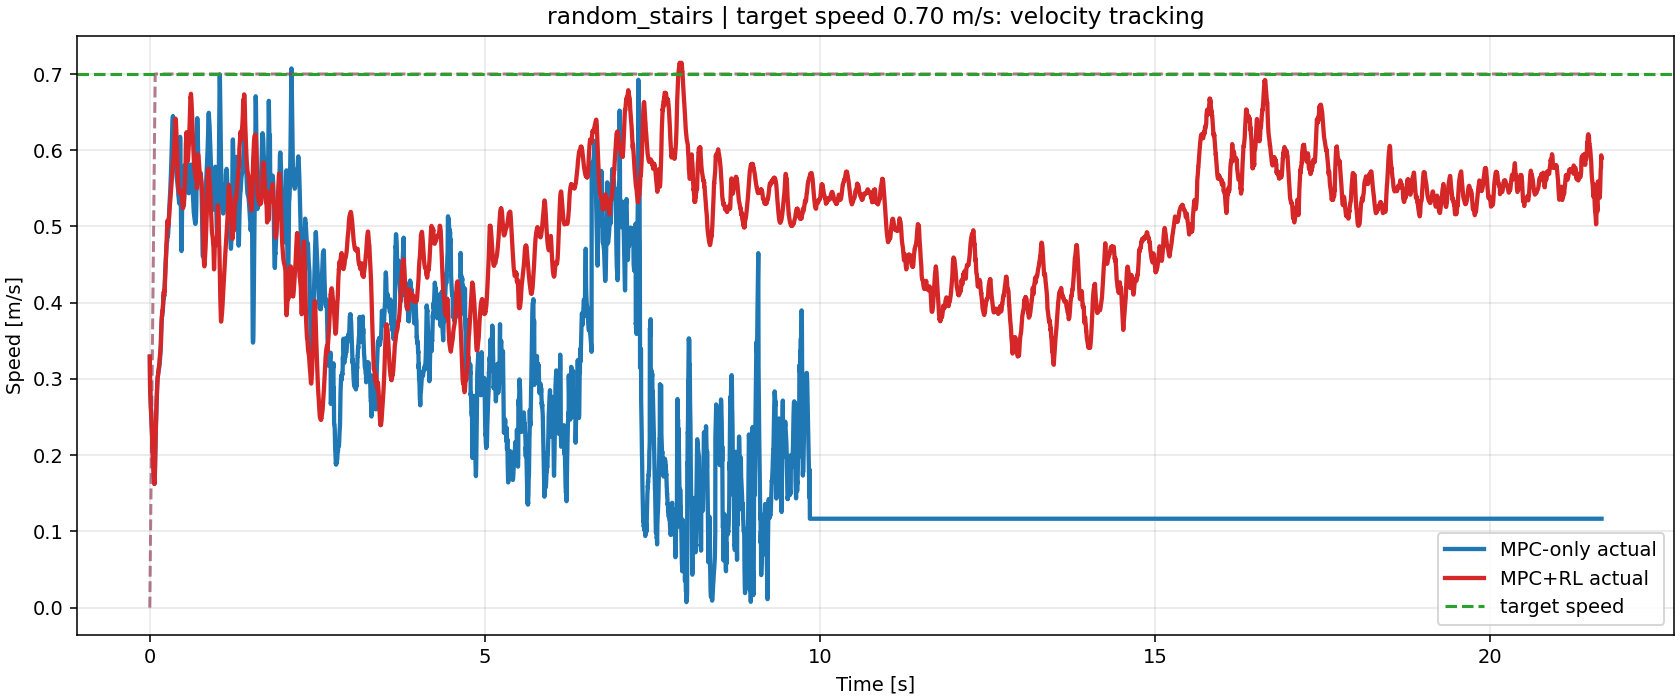 random_stairs | target speed 0.70 m/s: velocity tracking
Speed [m/s]
0.7
0.6
0.5
0.4
0.3
0.2
0.1
0.0
0
5
10
15
20
Time [s]
MPC-only actual
MPC+RL actual
target speed